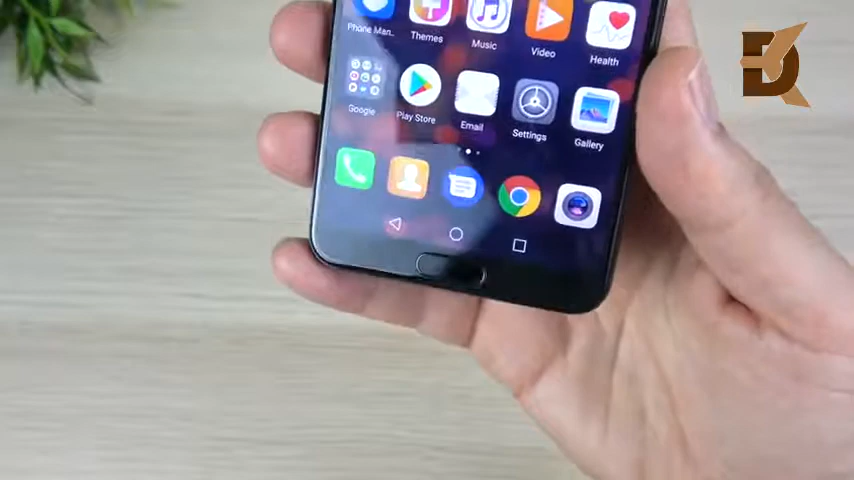 Phone Man..
Themes
Music
Video
Health
Google
Play Store
Email
Settings
Gallery